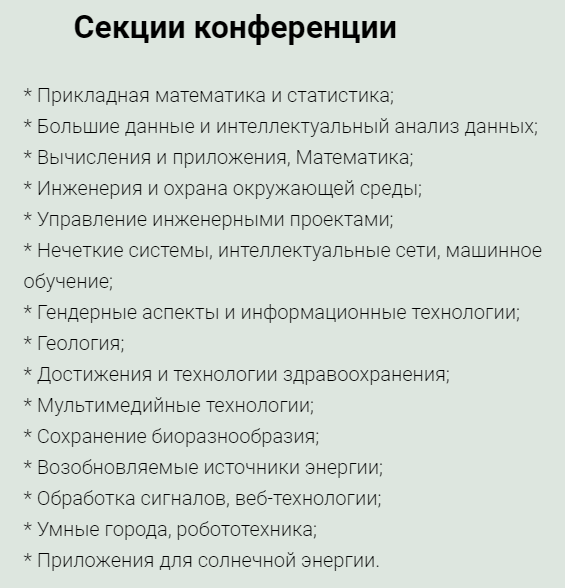 Секции конференции
* Прикладная математика и статистика;
* Большие данные и интеллектуальный анализ данных;
* Вычисления и приложения, Математика;
* Инженерия и охрана окружающей среды;
* Управление инженерными проектами;
* Нечеткие системы, интеллектуальные сети, машинное
обучение;
* Гендерные аспекты и информационные технологии;
* Геология;
* Достижения и технологии здравоохранения;
* Мультимедийные технологии;
* Сохранение биоразнообразия;
* Возобновляемые источники энергии;
* Обработка сигналов, веб-технологии;
* Умные города, робототехника;
* Приложения для солнечной энергии.